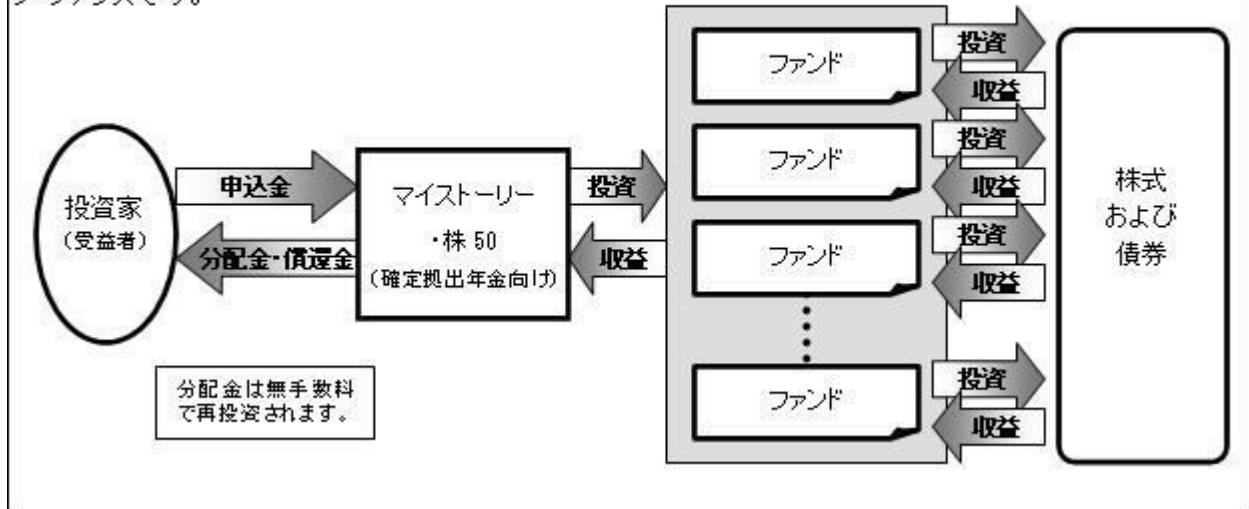 投資家
（受益者）
申込金
分配金・償還金
マイストーリー
・株50
（確定拠出年金向け）
投資
収益
ファンド
ファンド
ファンド
ファンド
投資
収益
投資
収益
投資
収益
投資
収益
株式
および
債券
分配金は無手数料
で再投資されます。